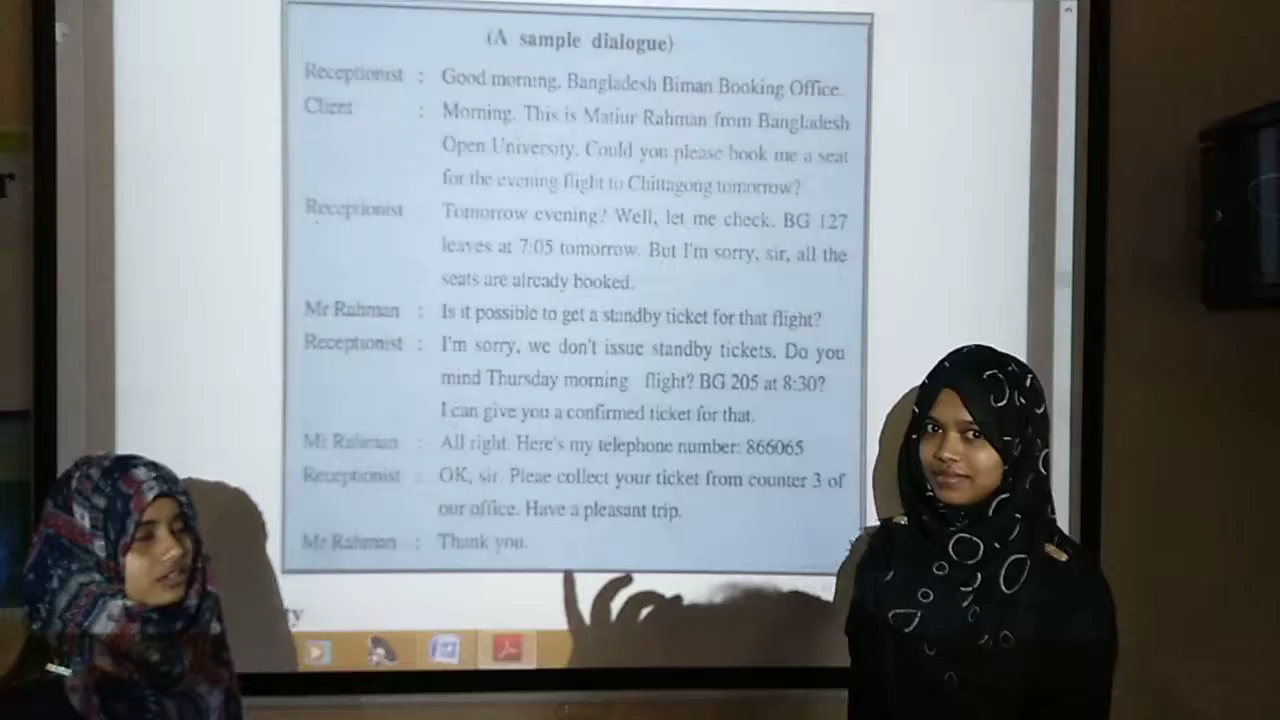 (A sample dialogue)
Receptionist : Good morning. Bangladesh Biman Booking Office.
Client : Morning. This is Matiur Rahman from Bangladesh
Open University. Could you please book me a seat
for the evening flight to Chittagong tomorrow?
Receptionist Tomorrow evening? Well, let me check. BG 127
leaves at 7:05 tomorrow. But I'm sorry, sir, all the
seats are already booked.
Mr Rahman : Is it possible to get a standby ticket for that flight?
Receptionist : I'm sorry, we don't issue standby tickets. Do you
mind Thursday morning flight? BG 205 at 8:30?
I can give you a confirmed ticket for that.
Mr Rahman : All right. Here's my telephone number: 866065
Receptionist : OK, sir. Pleae collect your ticket from counter 3 of
our office. Have a pleasant trip.
Mr Rahman : Thank you.